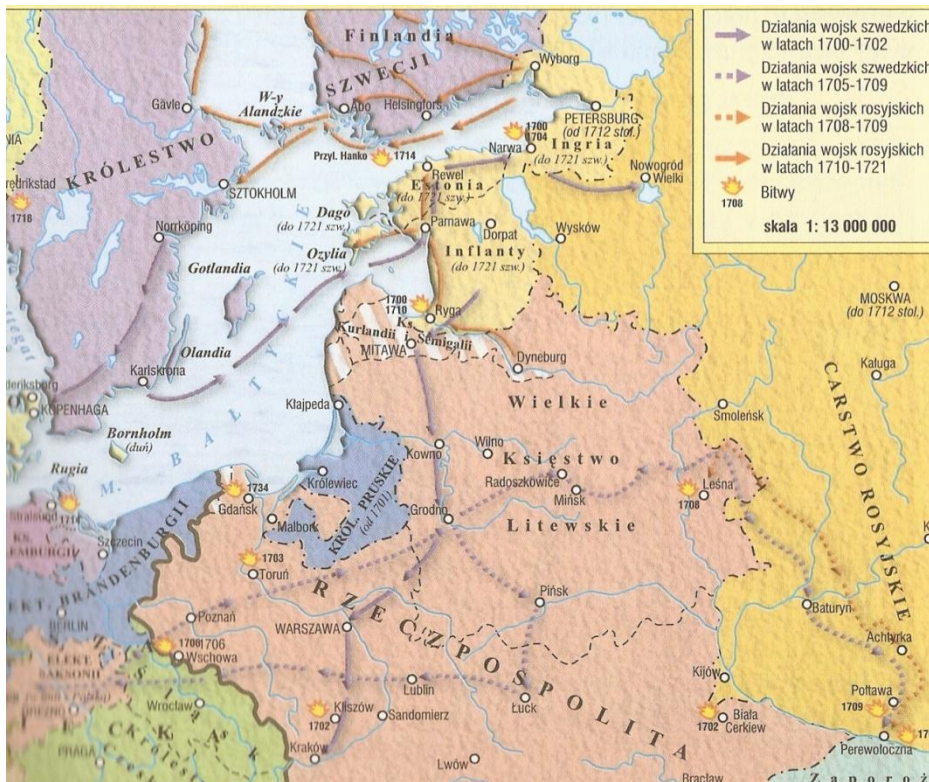 Działania wojsk szwedzkich
w latach 1700-1702
Działania wojsk szwedzkich
w latach 1705-1709
Działania wojsk rosyjskich
w latach 1708-1709
Działania wojsk rosyjskich
w latach 1710-1721
Bitwy
1708
skala 1: 13 000 000
Finlandia
SZWECJI
KRÓLESTWO
Wyborg
Gävle
W-y
Alandzkie
Abo
Helsingfors
PETERSBURG
(od 1712 stol.)
1700
1704
Narwa
Ingria
(do 1721 szw.)
Przyl. Hanko
1714
Rewel
Nowogród
Wielki
Estonia
(do 1721 szw.)
1718
SZTOKHOLM
Dago
(do 1721 szw.)
Parnawa
Dorpat
Wysków
Norrköping
Ozylia
(do 1721 szw.)
Inflanty
(do 1721 szw.)
Gotlandia
MOSKWA
(do 1712 stol.)
1700
1710
Ryga
Ks.
Kurlandii i Semigalii
MITAWA
Dyneburg
Olandia
Karlskrona
M. BAŁTYCKIE
KOPENHAGA
Kaługa
Kłajpeda
Wielkie
Smoleńsk
CARSTWO ROSYJSKIE
Bornholm
(duń)
Kowno
Wilno
Księstwo
Rugia
Królewiec
Radoszkowice
Mińsk
Leśna
1708
KRÓL. PRUSKIE
(od 1701)
1734
Gdańsk
Malbork
Grodno
Litewskie
Szczecin
BRANDENBURGII
1703
Toruń
BERLIN
Pińsk
Baturyń
RZECZPOSPOLITA
Poznań
WARSZAWA
Achtyrka
1706
Wschowa
ELEKT.
SAKSONII
Kijów
Lublin
Łuck
Wrocław
Połtawa
1709
1702
Kliszów
Sandomierz
1702
Biała
Cerkiew
Perewołoczna
PRAGA
Kraków
Lwów
Bracław